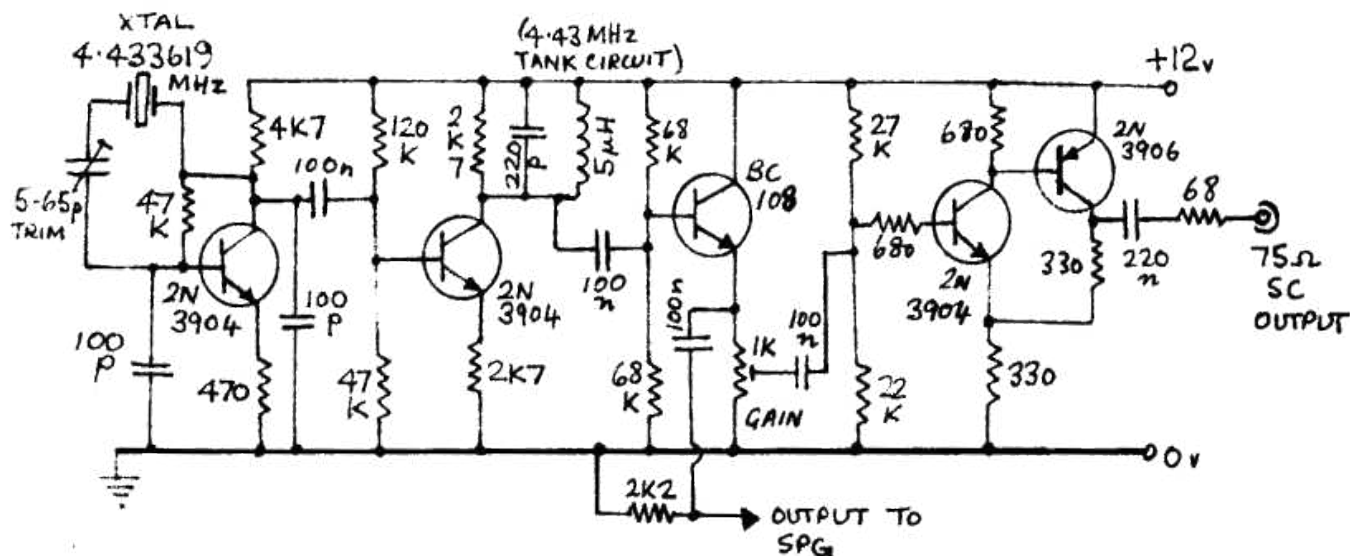 XTAL
4.433619
MHz
(4.43MHz
TANK CIRCUIT)
+12v
4K7
120
K
100n
2
K
7
220
p
5µH
68
K
BC
108
27
K
680
2N
3906
68
5-65p
TRIM
47
K
680
330
220
n
75Ω
SC
OUTPUT
2N
3904
100
p
2N
3904
100
n
100n
2N
3904
100
p
470
47
K
2K7
68
K
1K
100
n
GAIN
22
K
330
0v
2K2
OUTPUT TO
SPG